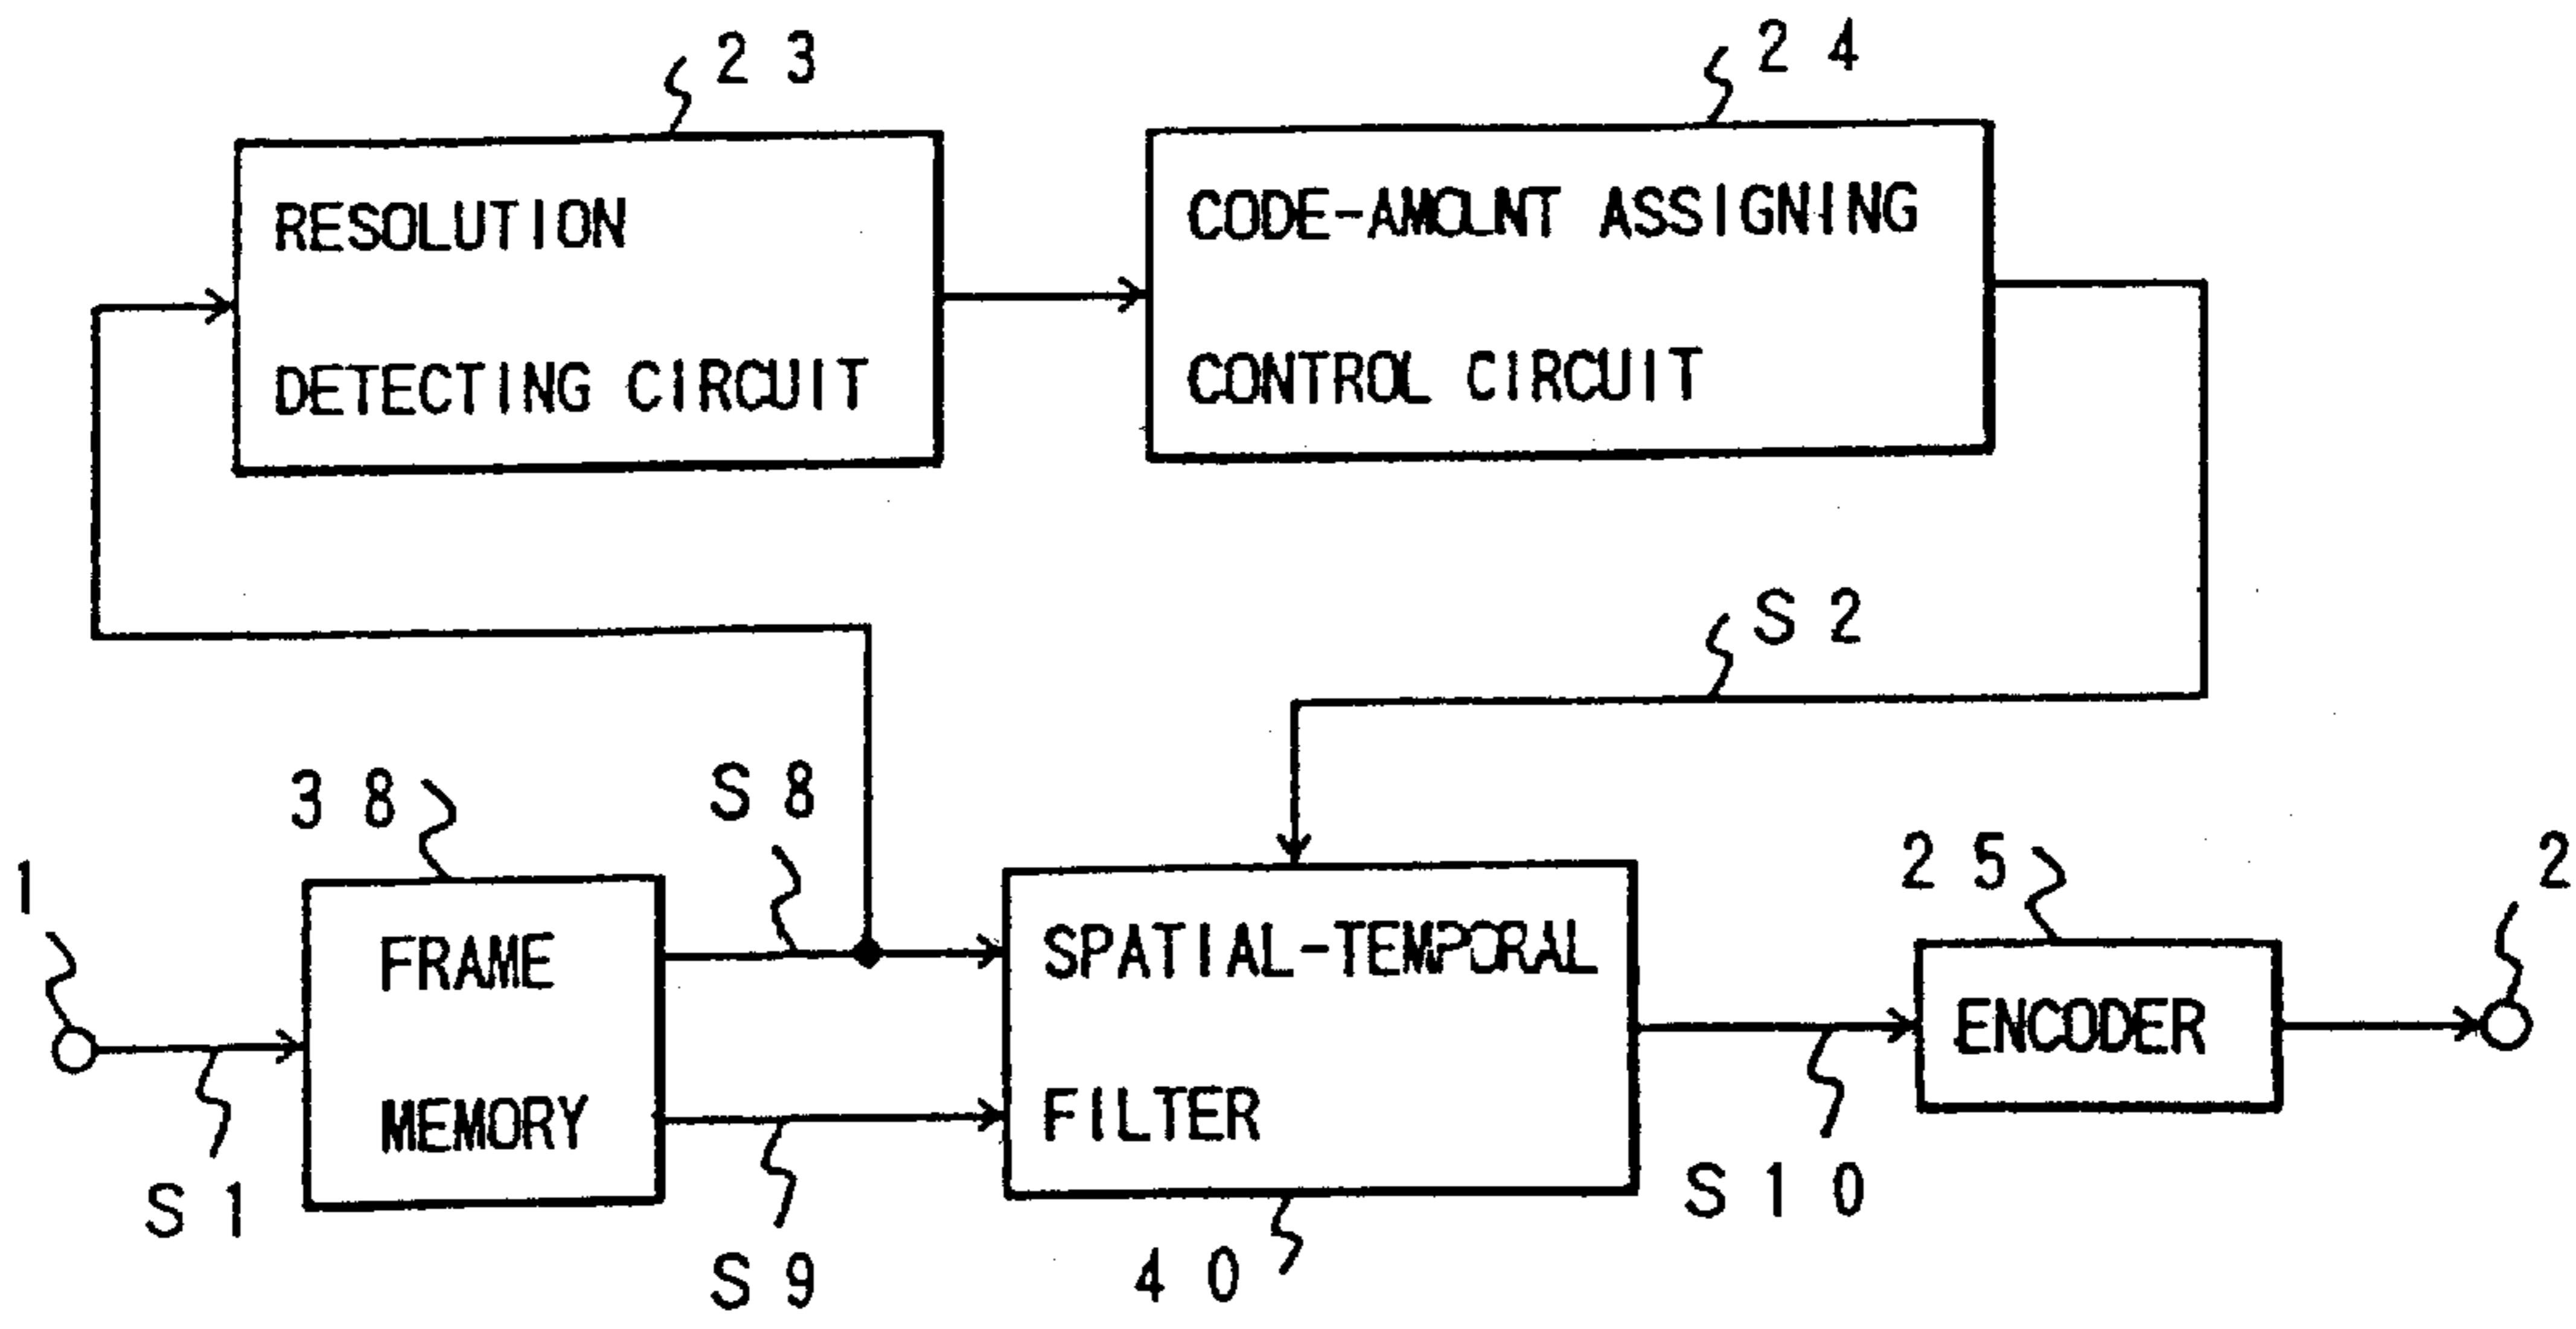 2 3
2 4
RESOLUTION
DETECTING CIRCUIT
CODE-AMOUNT ASSIGNING
CONTROL CIRCUIT
S 2
3 8
S 8
1
FRAME
MEMORY
SPATIAL-TEMPORAL
FILTER
2 5
ENCODER
2
S 1
S 9
4 0
S 1 0